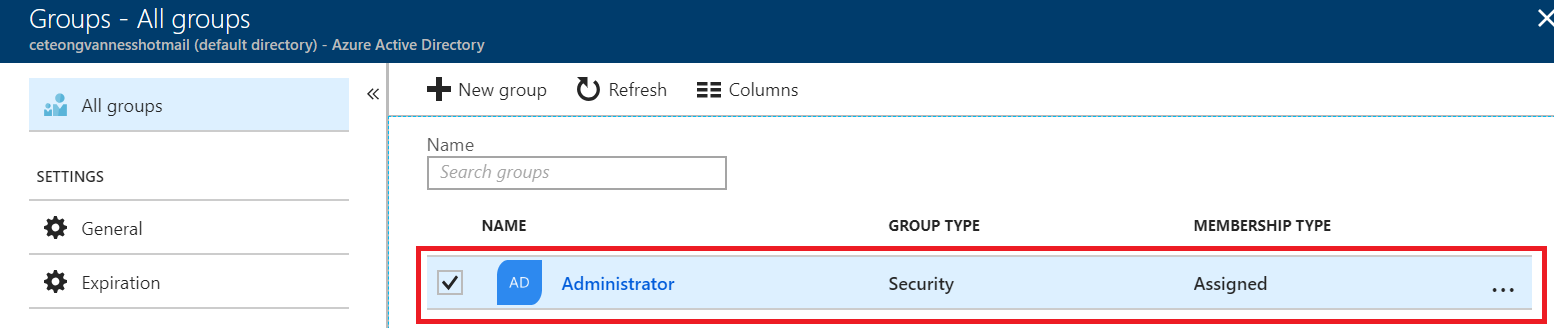 Groups - All groups
ceteongvannesshotmail (default directory) - Azure Active Directory
All groups
SETTINGS
General
Expiration
New group Refresh Columns
Name
Search groups
NAME GROUP TYPE MEMBERSHIP TYPE
AD Administrator Security Assigned ...